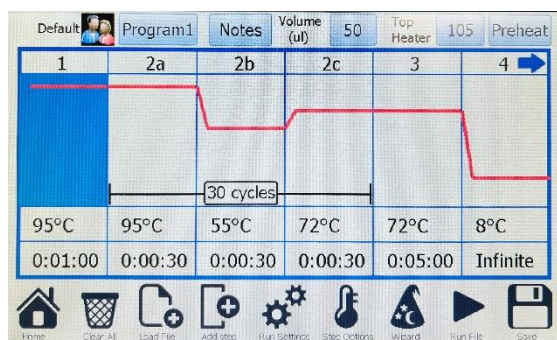 Default Program1 Notes Volume (ul) 50 Top Heater 105 Preheat
1 2a 2b 2c 3 4
30 cycles
95°C 95°C 55°C 72°C 72°C 8°C
0:01:00 0:00:30 0:00:30 0:00:30 0:05:00 Infinite
Home Clear All Load File Add step Run Settings Step Options Wizard Run File Save